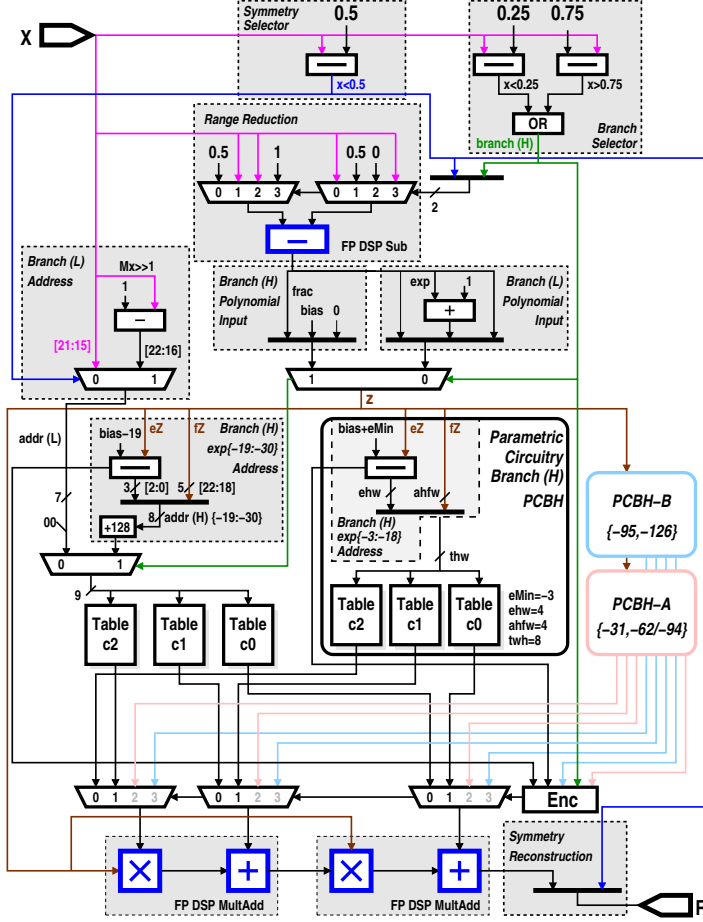 Symmetry
Selector
0.5
0.25
0.75
X
x<0.5
x<0.25
x>0.75
OR
branch (H)
Branch
Selector
Range Reduction
0.5
1
0.5
0
0 1 2 3
0 1 2 3
2
FP DSP Sub
Branch (L)
Address
Mx>>1
1
[21:15]
[22:16]
0 1
Branch (H)
Polynomial
Input
frac
bias
0
exp
1
Branch (L)
Polynomial
Input
1 0
z
addr (L)
bias−19
eZ
fZ
Branch (H)
exp{−19:−30}
Address
3
[2:0]
5
[22:18]
8
addr (H) {−19:−30}
+128
7
00
0 1
9
bias+eMin
eZ
fZ
Parametric
Circuitry
Branch (H)
PCBH
ehw
ahfw
Branch (H)
exp{−3:−18}
Address
thw
PCBH−B
{−95,−126}
PCBH−A
{−31,−62/−94}
Table
c2
Table
c1
Table
c0
Table
c2
Table
c1
Table
c0
eMin=−3
ehw=4
ahfw=4
twh=8
0 1 2 3
0 1 2 3
0 1 2 3
Enc
FP DSP MultAdd
FP DSP MultAdd
Symmetry
Reconstruction